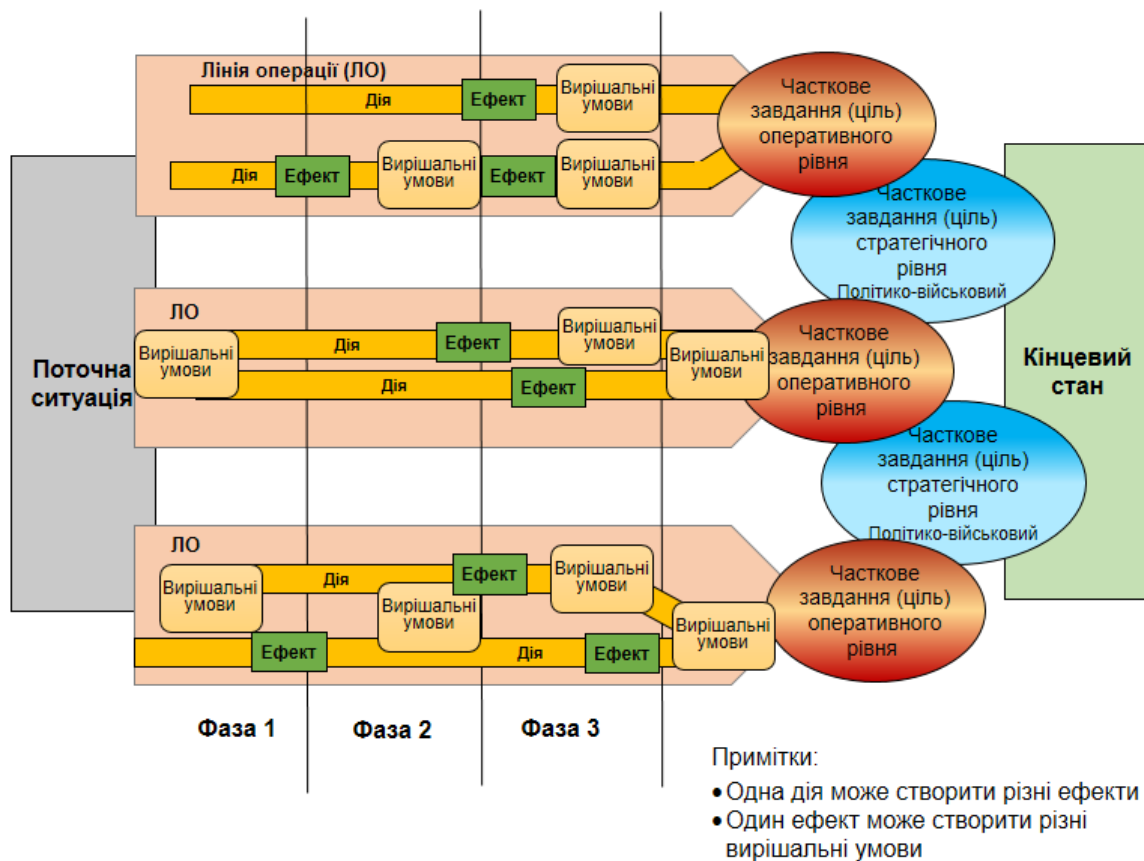 Лінія операції (ЛО)
Дія
Ефект
Вирішальні
умови
Дія
Ефект
Вирішальні
умови
Ефект
Вирішальні
умови
Часткове
завдання (ціль)
оперативного
рівня
Часткове
завдання (ціль)
стратегічного
рівня
Політико-військовий
Поточна
ситуація
ЛО
Вирішальні
умови
Дія
Ефект
Вирішальні
умови
Дія
Ефект
Вирішальні
умови
Часткове
завдання (ціль)
оперативного
рівня
Кінцевий
стан
Часткове
завдання (ціль)
стратегічного
рівня
Політико-військовий
ЛО
Вирішальні
умови
Дія
Вирішальні
умови
Ефект
Вирішальні
умови
Ефект
Дія
Ефект
Вирішальні
умови
Часткове
завдання (ціль)
оперативного
рівня
Фаза 1
Фаза 2
Фаза 3
Примітки:
•Одна дія може створити різні ефекти
•Один ефект може створити різні
вирішальні умови